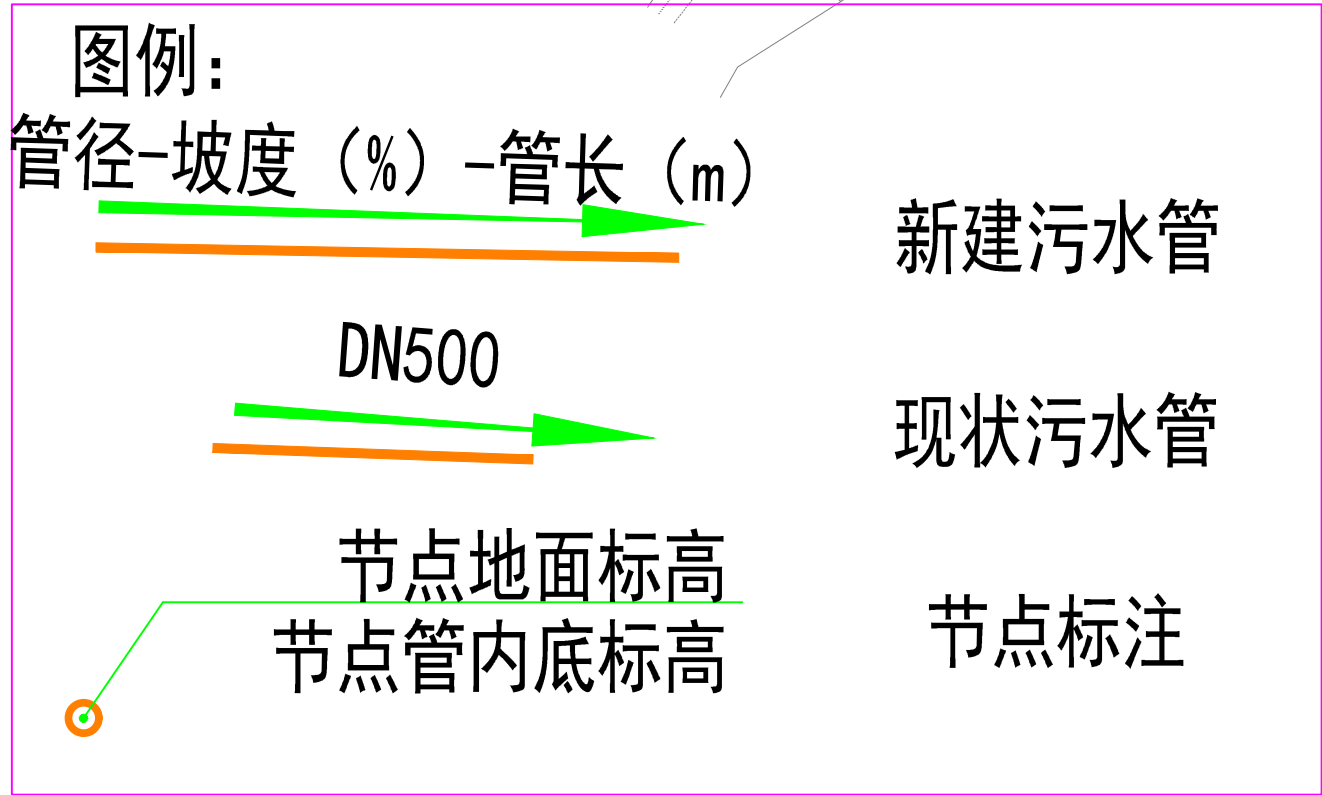 图例:
管径-坡度（%）-管长（m）
新建污水管
DN500
现状污水管
节点地面标高
节点管内底标高
节点标注